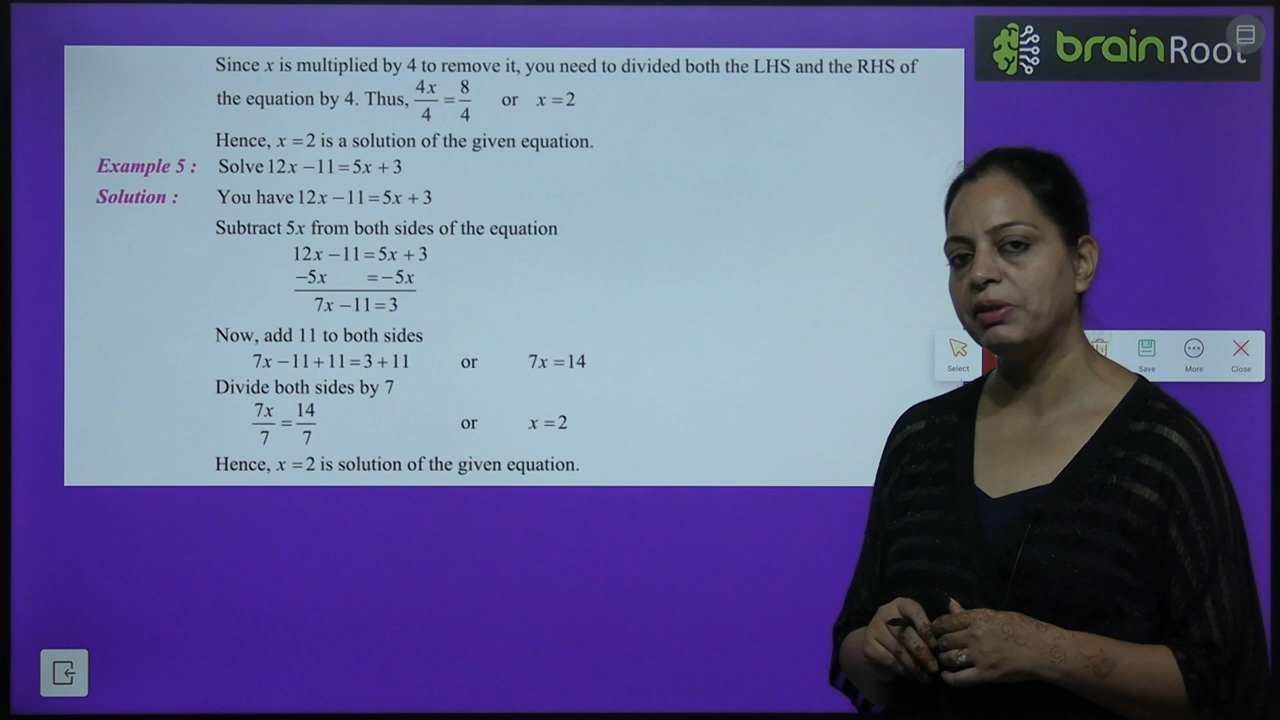 brainRoot
Since x is multiplied by 4 to remove it, you need to divided both the LHS and the RHS of
the equation by 4. Thus, 4x/4 = 8/4 or x = 2
Hence, x = 2 is a solution of the given equation.
Example 5 : Solve 12x − 11 = 5x + 3
Solution : You have 12x − 11 = 5x + 3
Subtract 5x from both sides of the equation
12x − 11 = 5x + 3
−5x = −5x
7x − 11 = 3
Now, add 11 to both sides
7x − 11 + 11 = 3 + 11 or 7x = 14
Divide both sides by 7
7x/7 = 14/7 or x = 2
Hence, x = 2 is solution of the given equation.
Select Save More Close